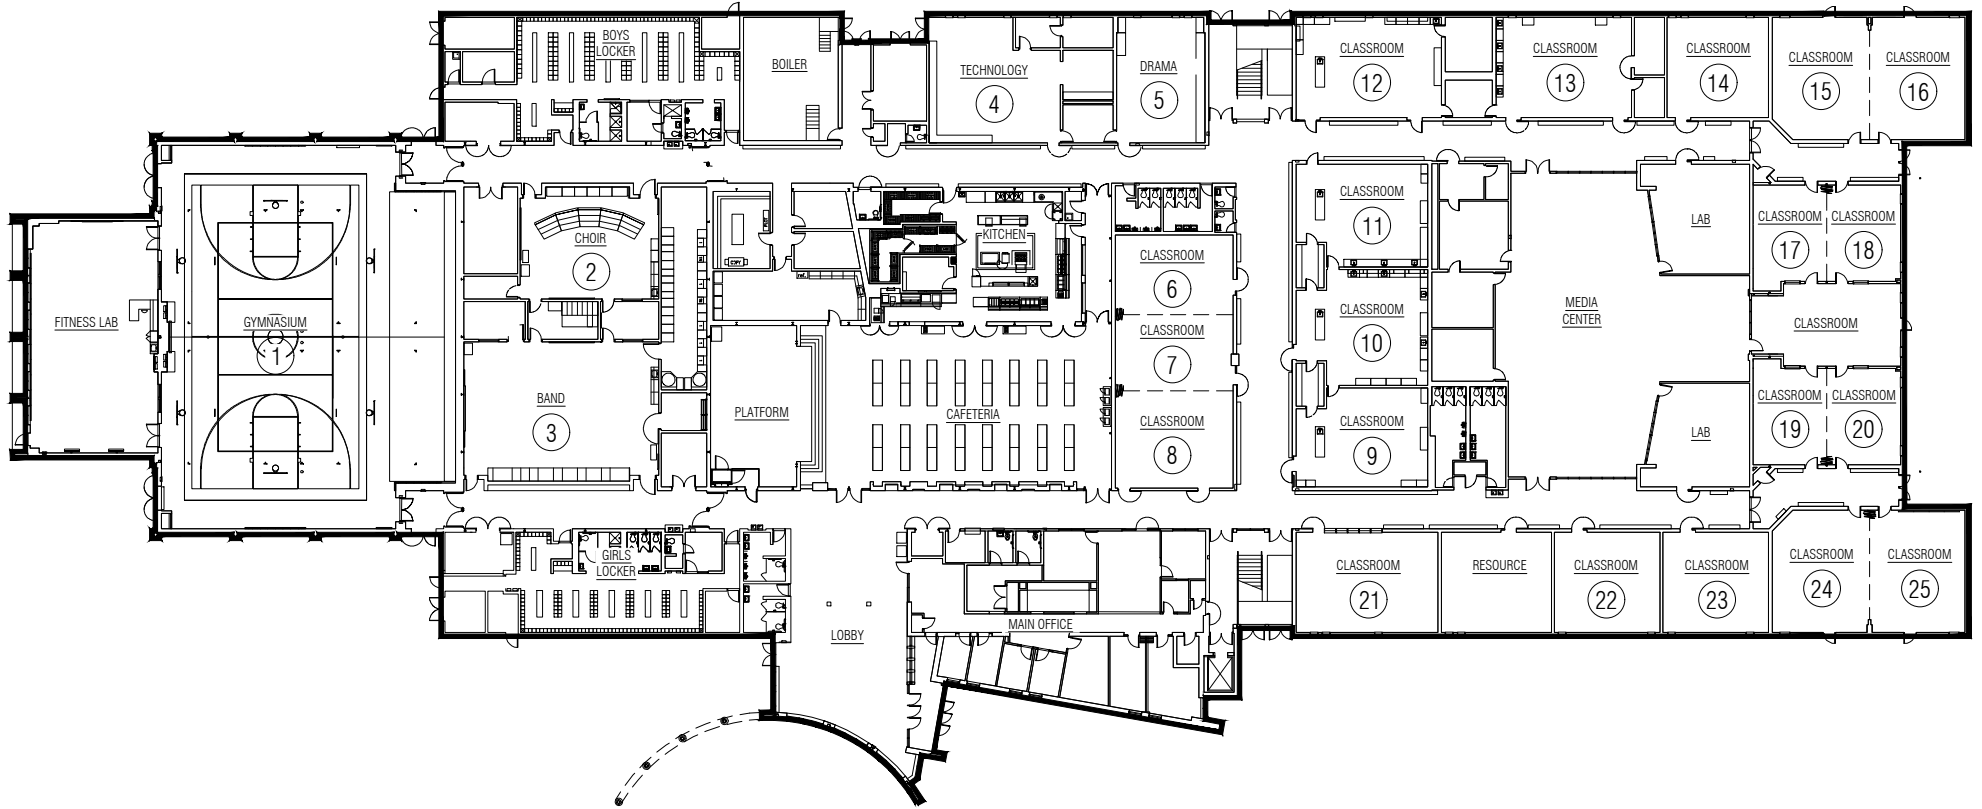 BOYS
LOCKER
BOILER
TECHNOLOGY
4
DRAMA
5
CLASSROOM
12
CLASSROOM
13
CLASSROOM
14
CLASSROOM
15
CLASSROOM
16
CHOIR
2
KITCHEN
CLASSROOM
6
CLASSROOM
7
CLASSROOM
8
CLASSROOM
11
CLASSROOM
10
CLASSROOM
9
LAB
MEDIA
CENTER
LAB
CLASSROOM
17
CLASSROOM
18
CLASSROOM
CLASSROOM
19
CLASSROOM
20
FITNESS LAB
GYMNASIUM
1
BAND
3
PLATFORM
CAFETERIA
GIRLS
LOCKER
LOBBY
MAIN OFFICE
CLASSROOM
21
RESOURCE
CLASSROOM
22
CLASSROOM
23
CLASSROOM
24
CLASSROOM
25